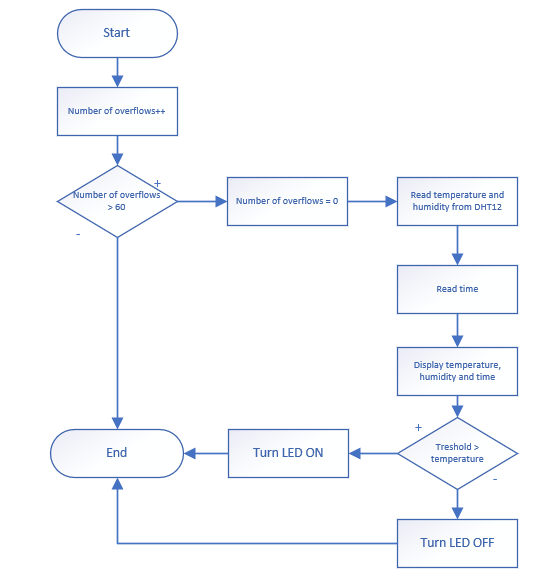 Start
Number of overflows++
+
Number of overflows
> 60
-
Number of overflows = 0
Read temperature and
humidity from DHT12
Read time
Display temperature,
humidity and time
+
Treshold >
temperature
-
Turn LED ON
End
Turn LED OFF